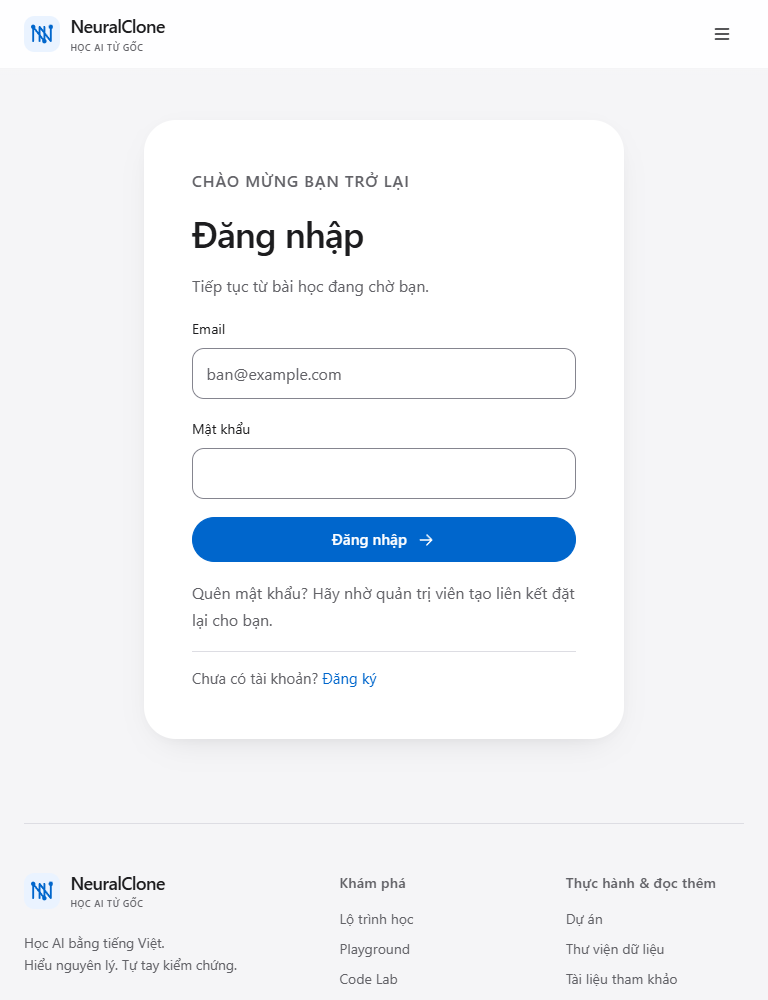 NeuralClone
HỌC AI TỪ GỐC
CHÀO MỪNG BẠN TRỞ LẠI
Đăng nhập
Tiếp tục từ bài học đang chờ bạn.
Email
ban@example.com
Mật khẩu
Đăng nhập →
Quên mật khẩu? Hãy nhờ quản trị viên tạo liên kết đặt
lại cho bạn.
Chưa có tài khoản? Đăng ký
NeuralClone
HỌC AI TỪ GỐC
Học AI bằng tiếng Việt.
Hiểu nguyên lý. Tự tay kiểm chứng.
Khám phá
Lộ trình học
Playground
Code Lab
Thực hành & đọc thêm
Dự án
Thư viện dữ liệu
Tài liệu tham khảo